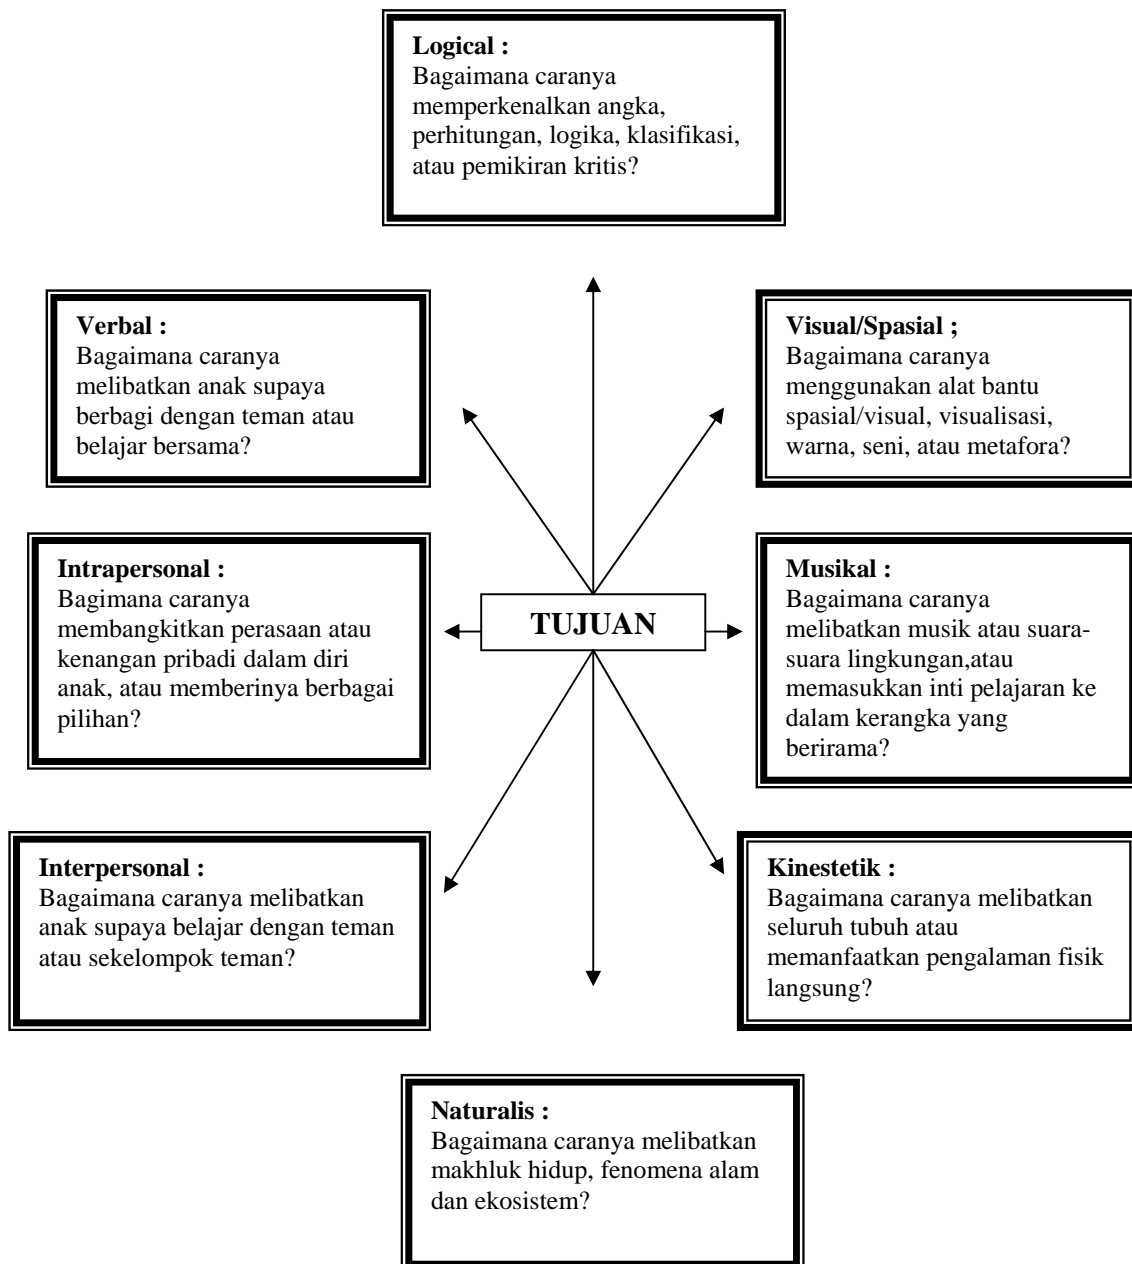 Logical :
Bagaimana caranya
memperkenalkan angka,
perhitungan, logika, klasifikasi,
atau pemikiran kritis?
Verbal :
Bagaimana caranya
melibatkan anak supaya
berbagi dengan teman atau
belajar bersama?
Visual/Spasial ;
Bagaimana caranya
menggunakan alat bantu
spasial/visual, visualisasi,
warna, seni, atau metafora?
Intrapersonal :
Bagimana caranya
membangkitkan perasaan atau
kenangan pribadi dalam diri
anak, atau memberinya berbagai
pilihan?
TUJUAN
Musikal :
Bagaimana caranya
melibatkan musik atau suara-
suara lingkungan,atau
memasukkan inti pelajaran ke
dalam kerangka yang
berirama?
Interpersonal :
Bagaimana caranya melibatkan
anak supaya belajar dengan teman
atau sekelompok teman?
Kinestetik :
Bagaimana caranya melibatkan
seluruh tubuh atau
memanfaatkan pengalaman fisik
langsung?
Naturalis :
Bagaimana caranya melibatkan
makhluk hidup, fenomena alam
dan ekosistem?